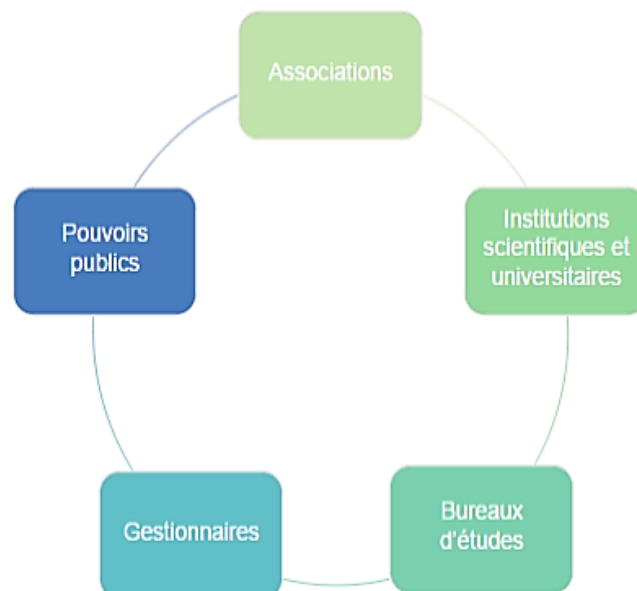 Associations
Institutions
scientifiques et
universitaires
Bureaux
d'études
Gestionnaires
Pouvoirs
publics